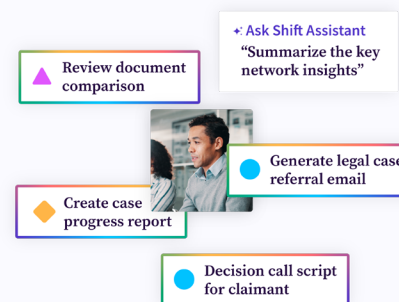 Ask Shift Assistant
“Summarize the key
network insights”
Review document
comparison
Generate legal case
referral email
Create case
progress report
Decision call script
for claimant